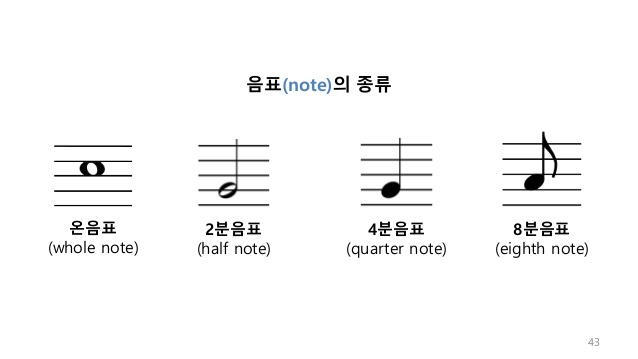 음표(note)의 종류
온음표
(whole note)
2분음표
(half note)
4분음표
(quarter note)
8분음표
(eighth note)
43